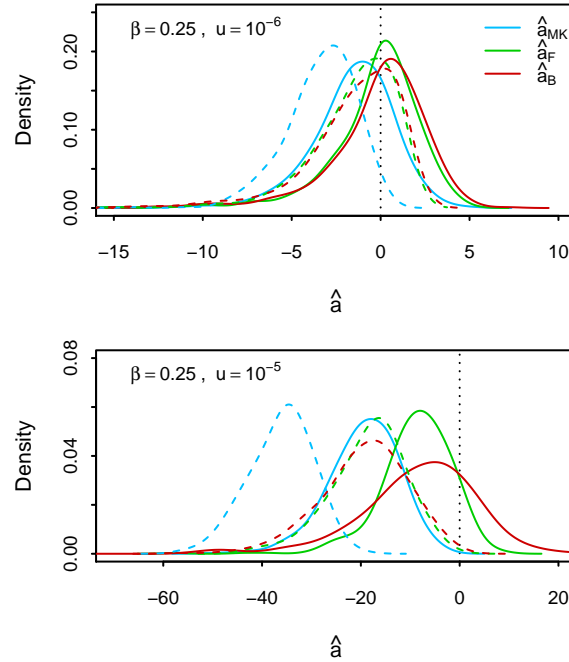 β = 0.25 , u = 10⁻⁶
â_MK
â_F
â_B
Density
0.00 0.10 0.20
−15 −10 −5 0 5 10
â
β = 0.25 , u = 10⁻⁵
Density
0.00 0.04 0.08
−60 −40 −20 0 20
â